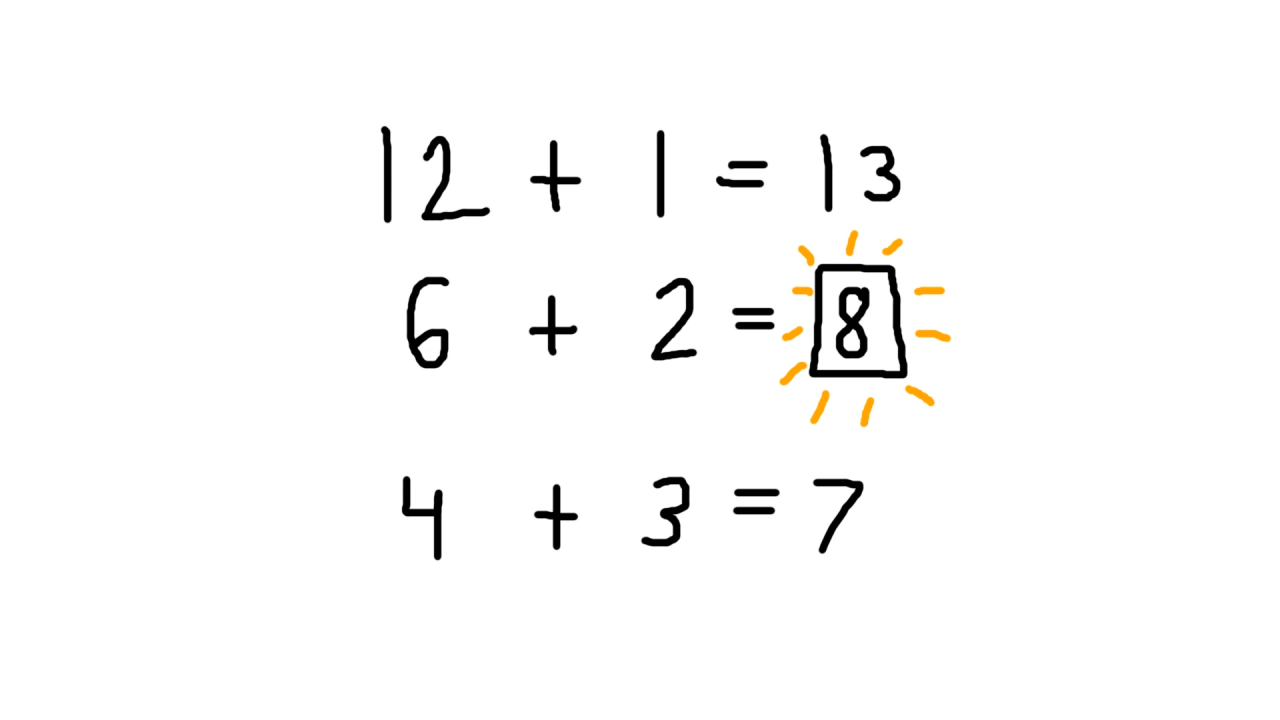 12 + 1 = 13
6 + 2 = 8
4 + 3 = 7